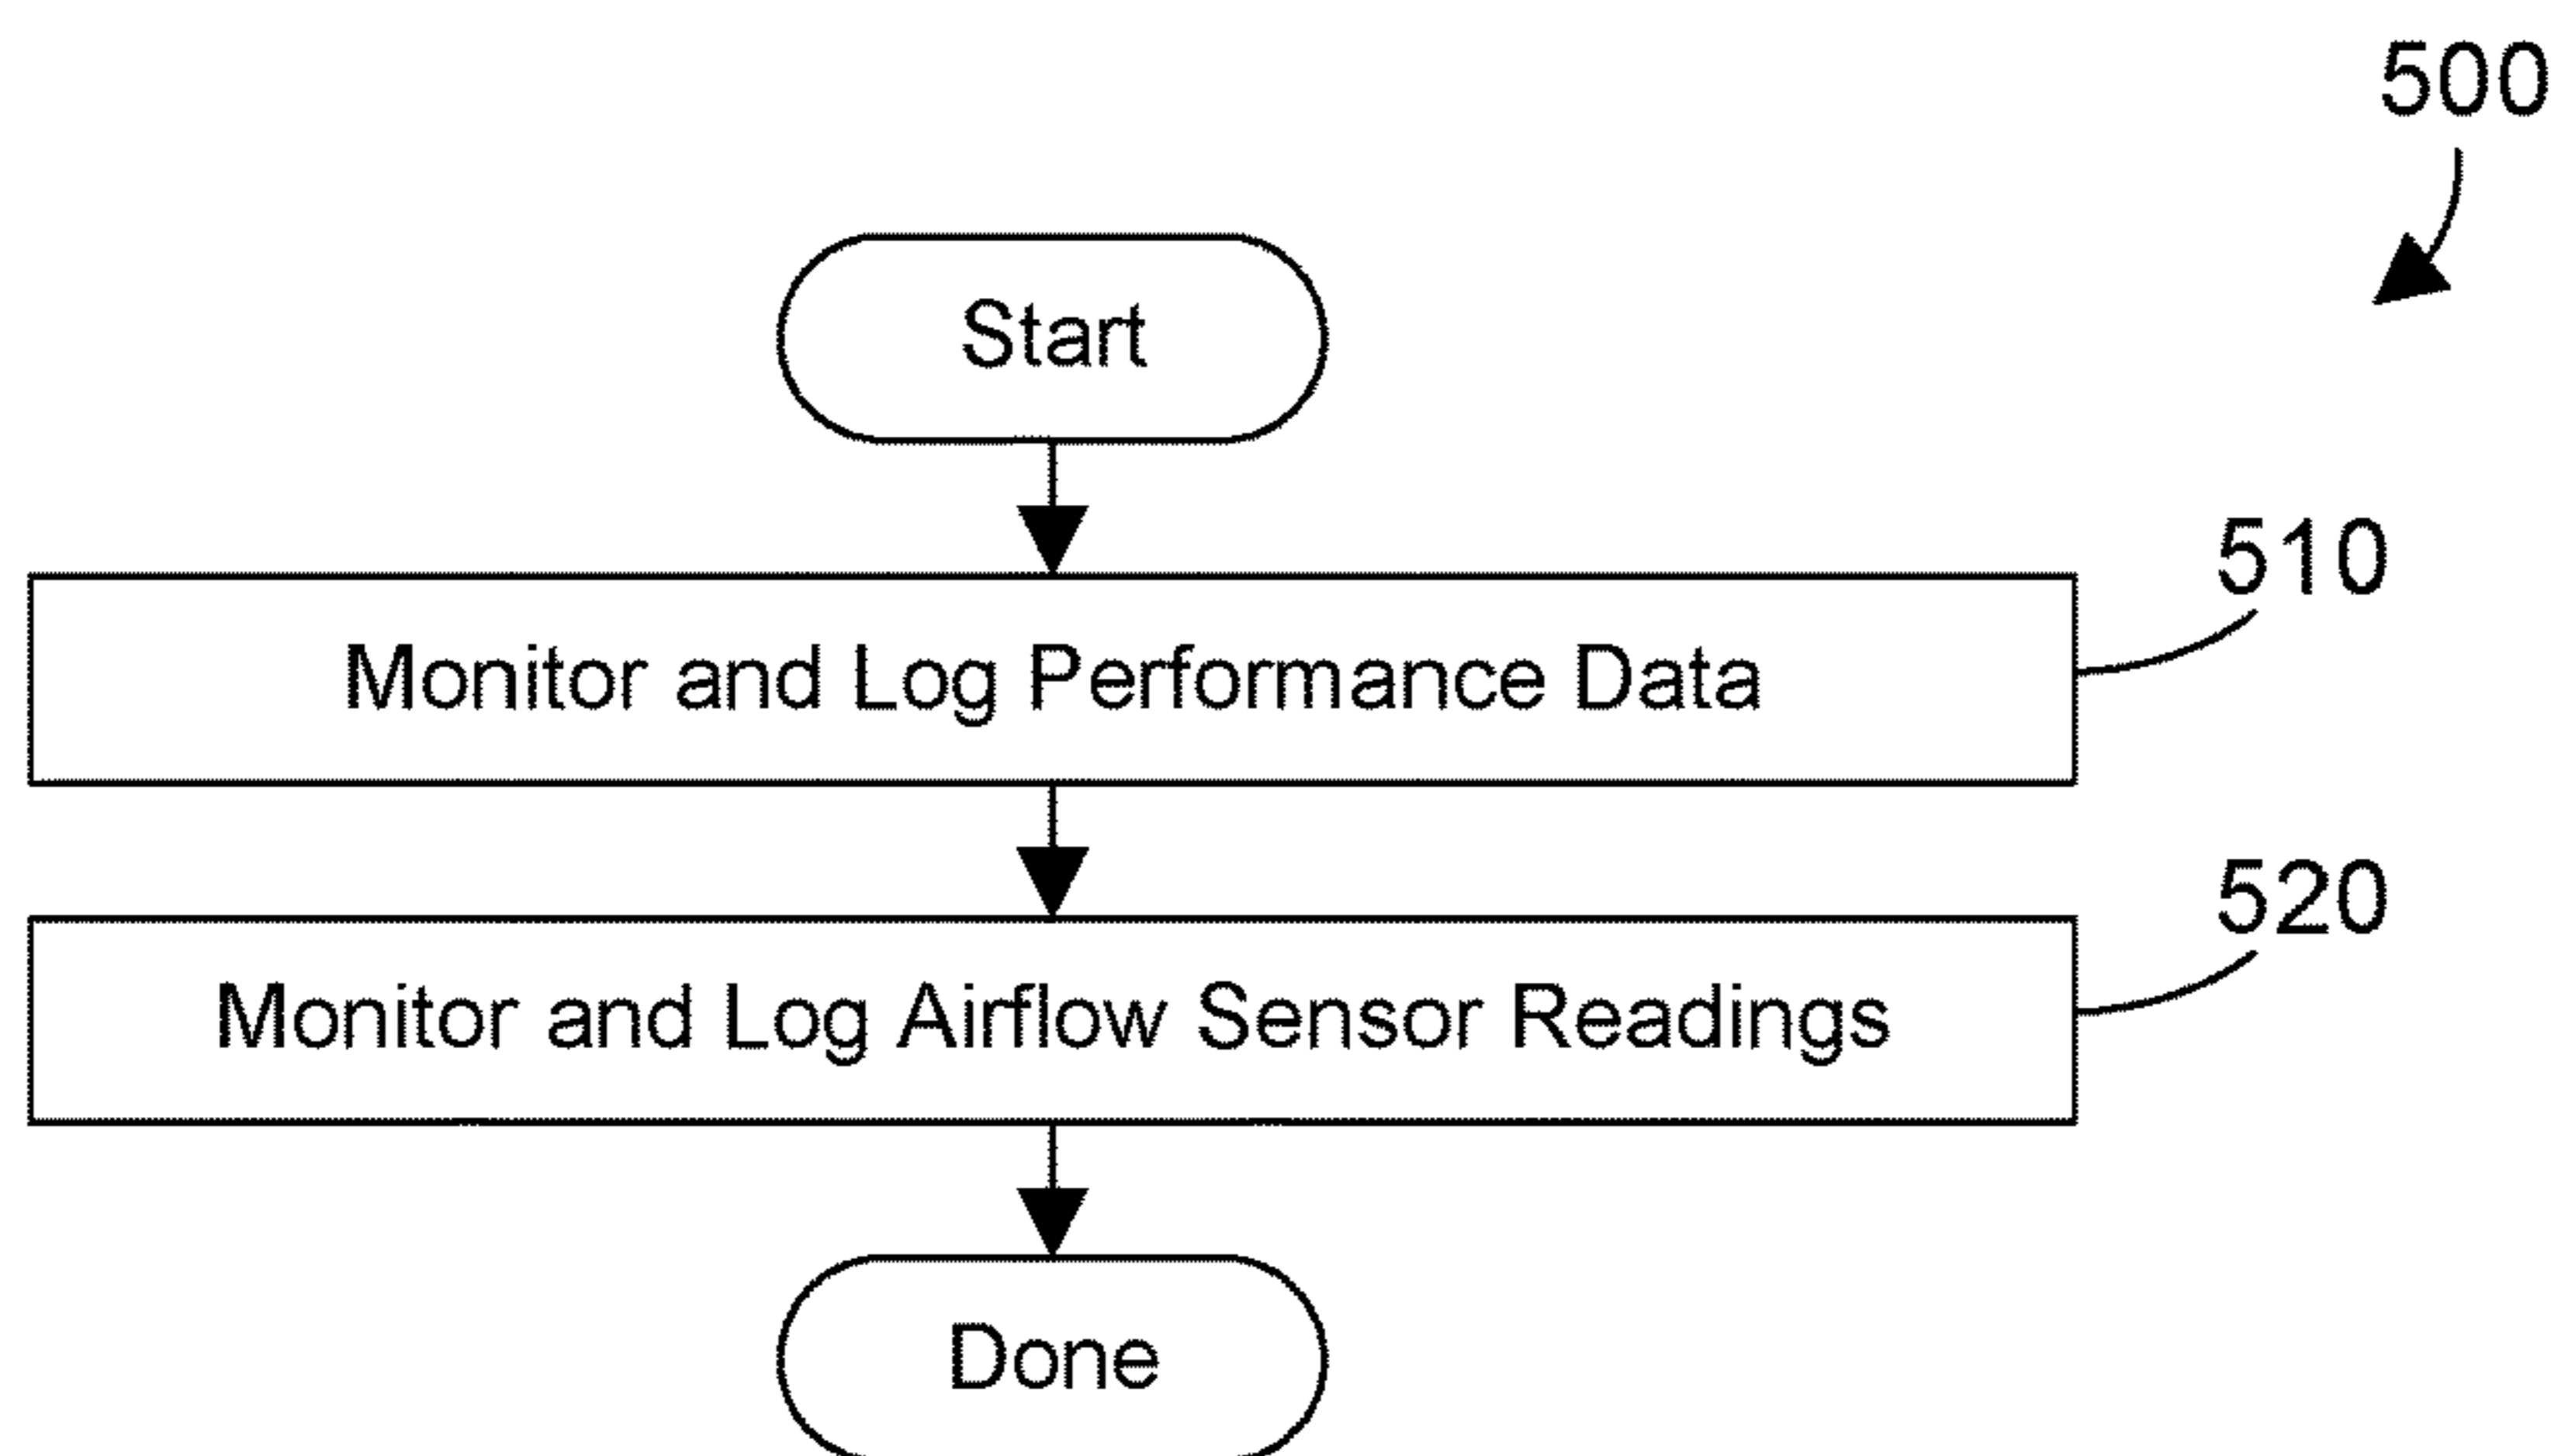 500
Start
510
Monitor and Log Performance Data
520
Monitor and Log Airflow Sensor Readings
Done